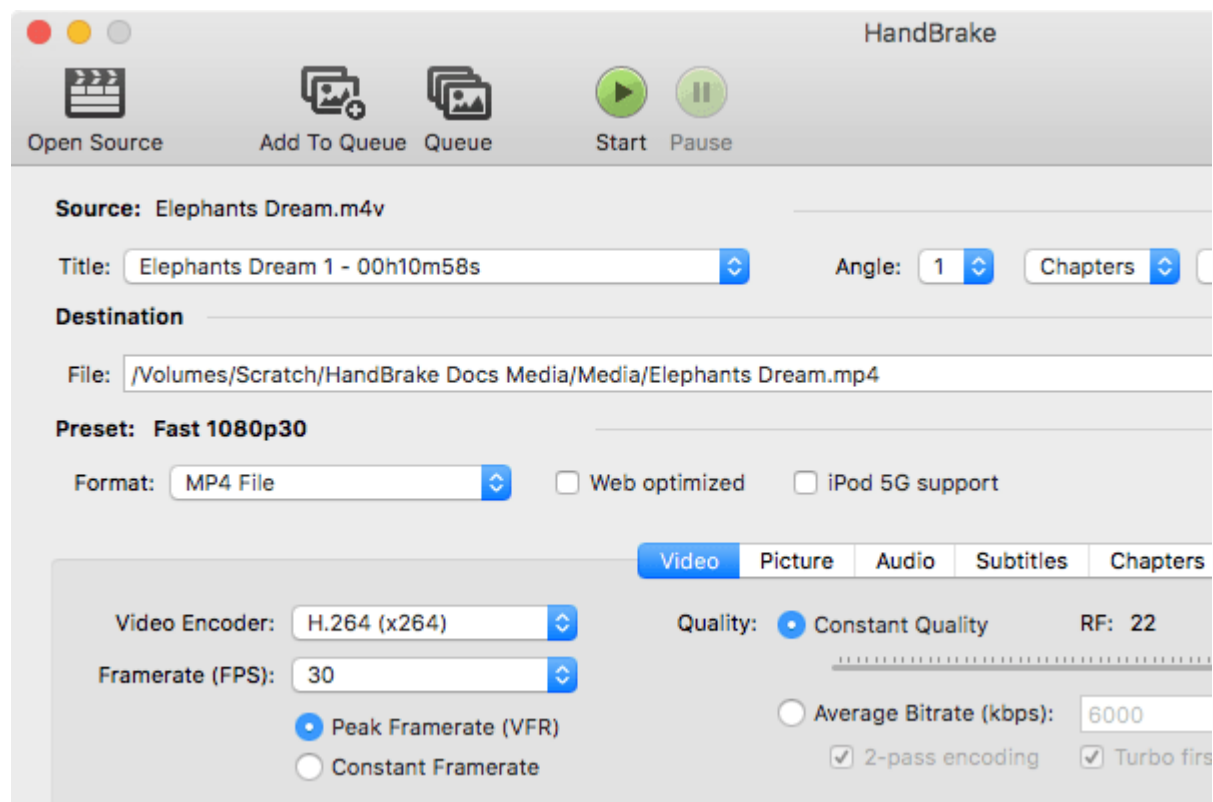 HandBrake
Open Source Add To Queue Queue Start Pause
Source: Elephants Dream.m4v
Title: Elephants Dream 1 - 00h10m58s Angle: 1 Chapters
Destination
File: /Volumes/Scratch/HandBrake Docs Media/Media/Elephants Dream.mp4
Preset: Fast 1080p30
Format: MP4 File Web optimized iPod 5G support
Video Picture Audio Subtitles Chapters
Video Encoder: H.264 (x264) Quality: Constant Quality RF: 22
Framerate (FPS): 30
Peak Framerate (VFR) Average Bitrate (kbps): 6000
Constant Framerate 2-pass encoding Turbo firs